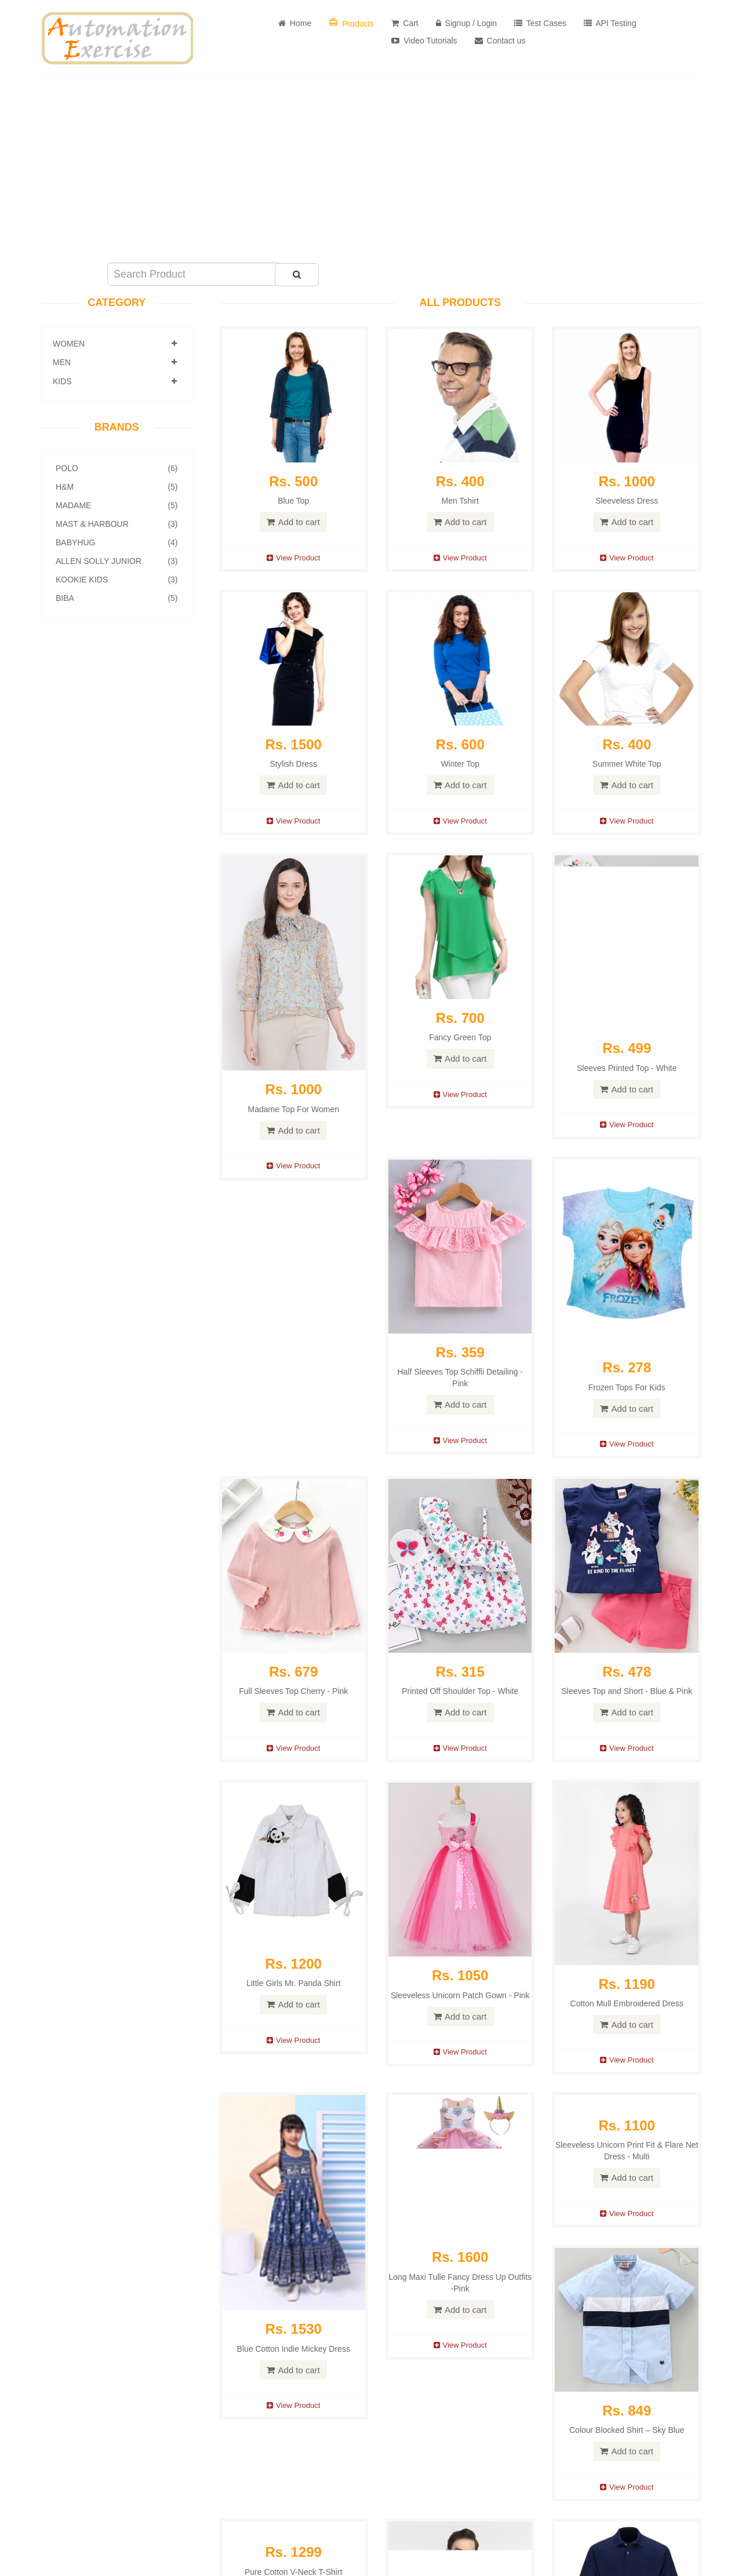 Automation
Exercise
Home
Products
Cart
Signup / Login
Test Cases
API Testing
Video Tutorials
Contact us
Search Product
CATEGORY
WOMEN
MEN
KIDS
BRANDS
POLO (6)
H&M (5)
MADAME (5)
MAST & HARBOUR (3)
BABYHUG (4)
ALLEN SOLLY JUNIOR (3)
KOOKIE KIDS (3)
BIBA (5)
ALL PRODUCTS
Rs. 500
Blue Top
Add to cart
View Product
Rs. 400
Men Tshirt
Add to cart
View Product
Rs. 1000
Sleeveless Dress
Add to cart
View Product
Rs. 1500
Stylish Dress
Add to cart
View Product
Rs. 600
Winter Top
Add to cart
View Product
Rs. 400
Summer White Top
Add to cart
View Product
Rs. 1000
Madame Top For Women
Add to cart
View Product
Rs. 700
Fancy Green Top
Add to cart
View Product
Rs. 499
Sleeves Printed Top - White
Add to cart
View Product
Rs. 359
Half Sleeves Top Schiffli Detailing -
Pink
Add to cart
View Product
Disney
FROZEN
Rs. 278
Frozen Tops For Kids
Add to cart
View Product
Rs. 679
Full Sleeves Top Cherry - Pink
Add to cart
View Product
Rs. 315
Printed Off Shoulder Top - White
Add to cart
View Product
BE KIND TO THE PLANET
Rs. 478
Sleeves Top and Short - Blue & Pink
Add to cart
View Product
Rs. 1200
Little Girls Mr. Panda Shirt
Add to cart
View Product
Rs. 1050
Sleeveless Unicorn Patch Gown - Pink
Add to cart
View Product
Rs. 1190
Cotton Mull Embroidered Dress
Add to cart
View Product
Rs. 1530
Blue Cotton Indie Mickey Dress
Add to cart
View Product
Rs. 1600
Long Maxi Tulle Fancy Dress Up Outfits
-Pink
Add to cart
View Product
Rs. 1100
Sleeveless Unicorn Print Fit & Flare Net
Dress - Multi
Add to cart
View Product
Rs. 849
Colour Blocked Shirt – Sky Blue
Add to cart
View Product
Rs. 1299
Pure Cotton V-Neck T-Shirt